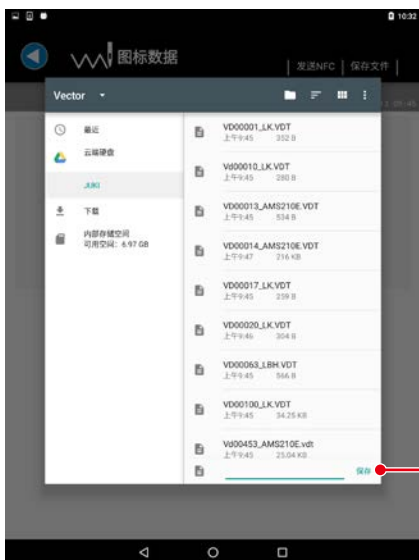 10:32
图标数据
发送NFC
保存文件
Vector
最近
云端硬盘
JUKI
下载
内部存储空间
可用空间：6.97 GB
VD00001_LK.VDT
上午9:45 352 B
Vd00010_LK.VDT
上午9:45 280 B
VD00013_AMS210E.VDT
上午9:45 534 B
VD00014_AMS210E.VDT
上午9:47 216 KB
VD00017_LK.VDT
上午9:45 259 B
VD00020_LK.VDT
上午9:46 304 B
VD00063_LBH.VDT
上午9:45 566 B
VD00100_LK.VDT
上午9:45 34.25 KB
Vd00453_AMS210E.vdt
上午9:45 25.04 KB
保存